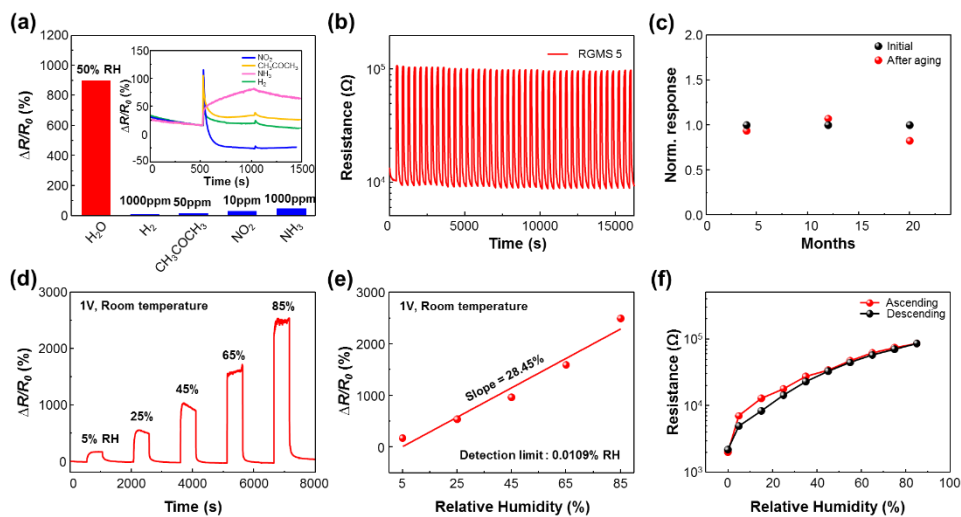 (a)
1200
1000
800
600
400
200
0
ΔR/R0 (%)
50% RH
1000ppm
50ppm
10ppm
1000ppm
H2O
H2
CH3COCH3
NO2
NH3
150
100
50
0
-50
ΔR/R0 (%)
NO2
CH3COCH3
NH3
H2
0
500
1000
1500
Time (s)
(b)
RGMS 5
10^5
10^4
Resistance (Ω)
0
5000
10000
15000
Time (s)
(c)
Initial
After aging
2.0
1.5
1.0
0.5
0.0
Norm. response
0
5
10
15
20
Months
(d)
1V, Room temperature
3000
2000
1000
0
ΔR/R0 (%)
5% RH
25%
45%
65%
85%
0
2000
4000
6000
8000
Time (s)
(e)
1V, Room temperature
3000
2000
1000
0
ΔR/R0 (%)
Slope = 28.45%
Detection limit : 0.0109% RH
5
25
45
65
85
Relative Humidity (%)
(f)
Ascending
Descending
10^5
10^4
10^3
Resistance (Ω)
0
20
40
60
80
100
Relative Humidity (%)